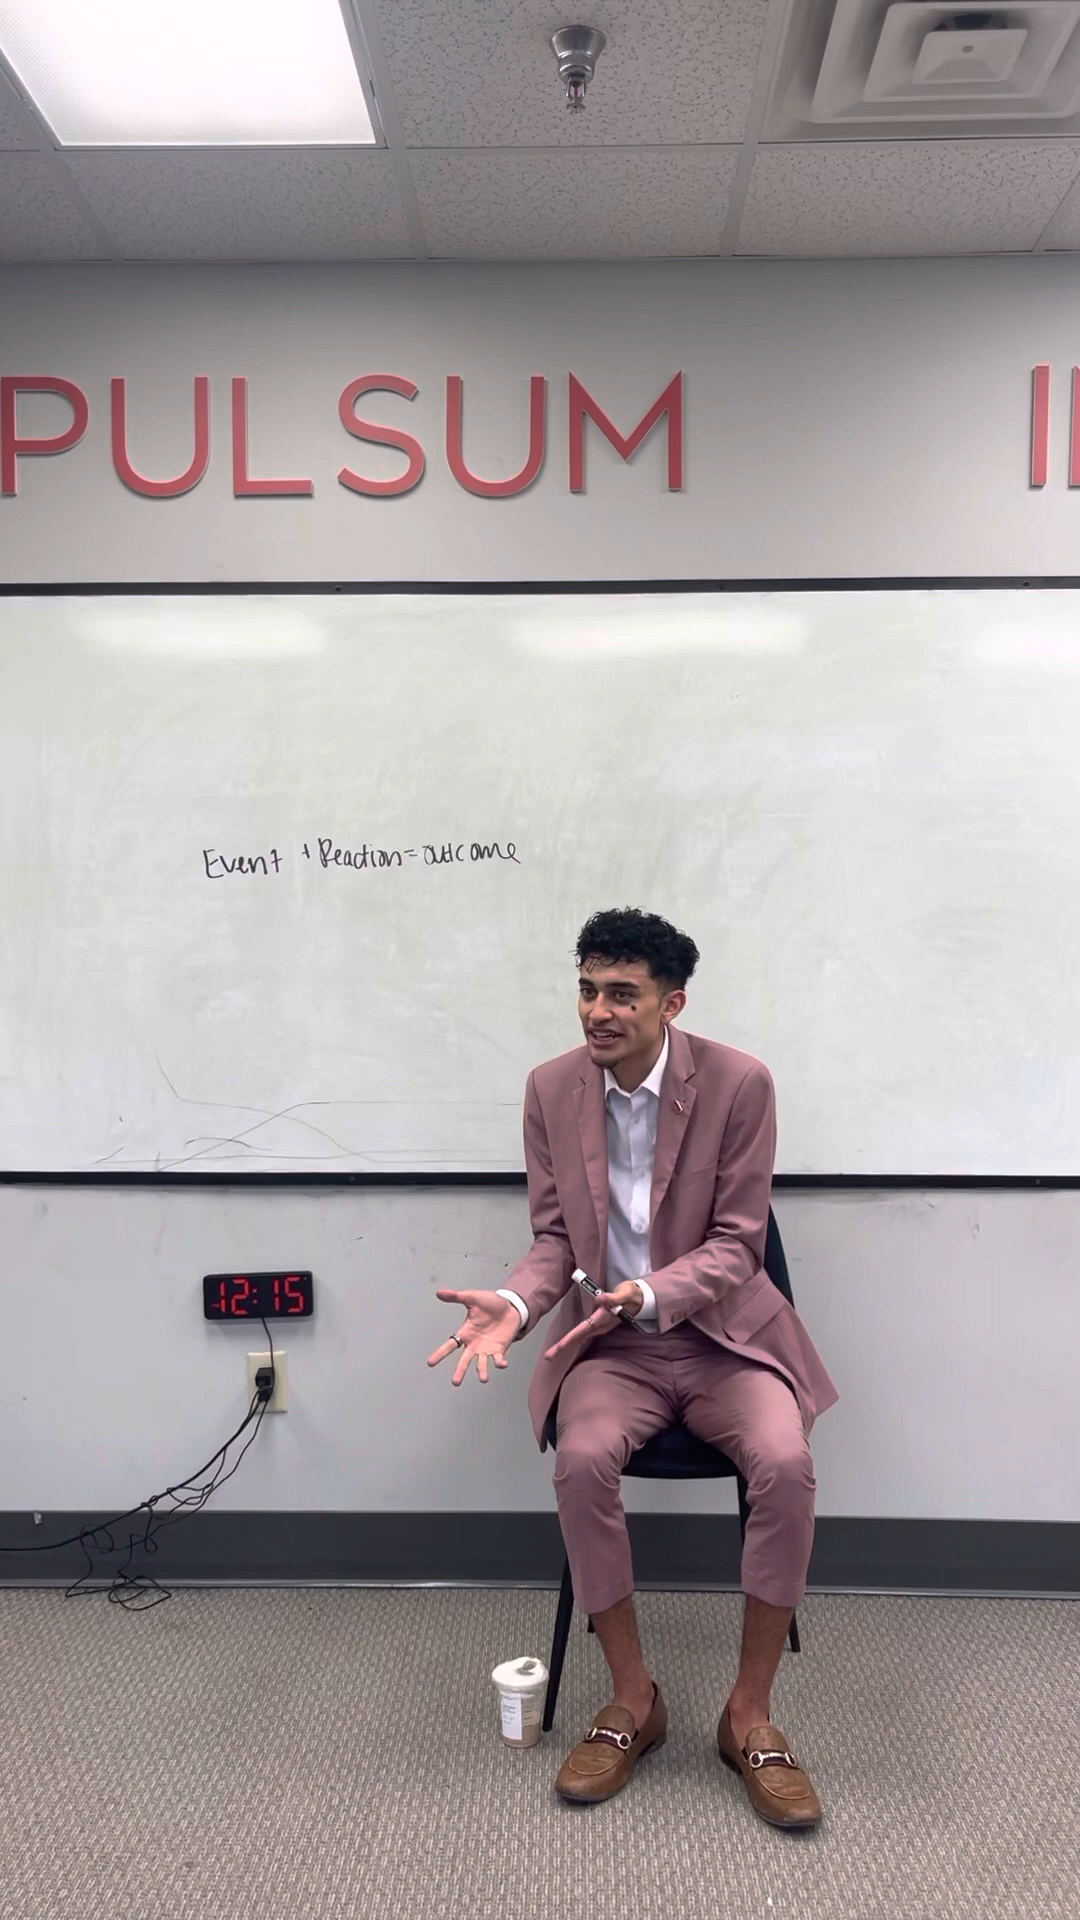 PULSUM
Event + Reaction = outcome
12:15